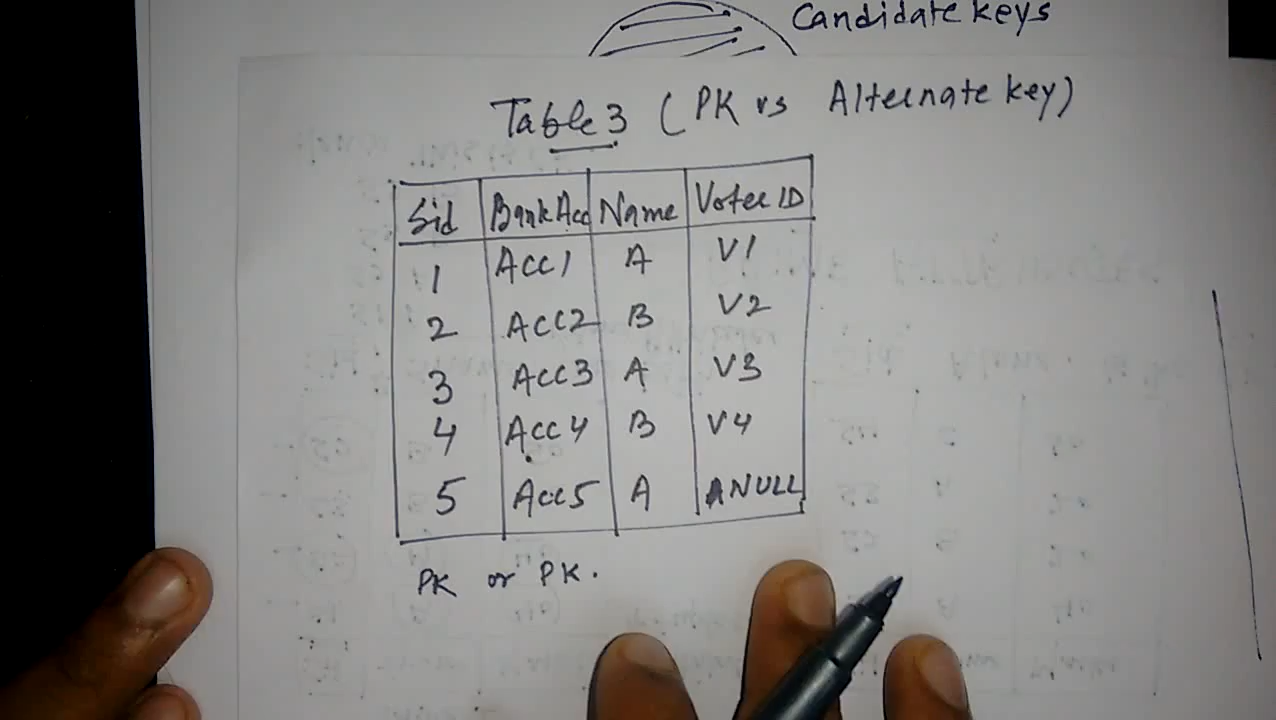 Candidate keys
Table 3 (PK vs Alternate key)
Sid BankAcc Name Voter ID
1 Acc1 A V1
2 Acc2 B V2
3 Acc3 A V3
4 Acc4 B V4
5 Acc5 A NULL
PK or PK.